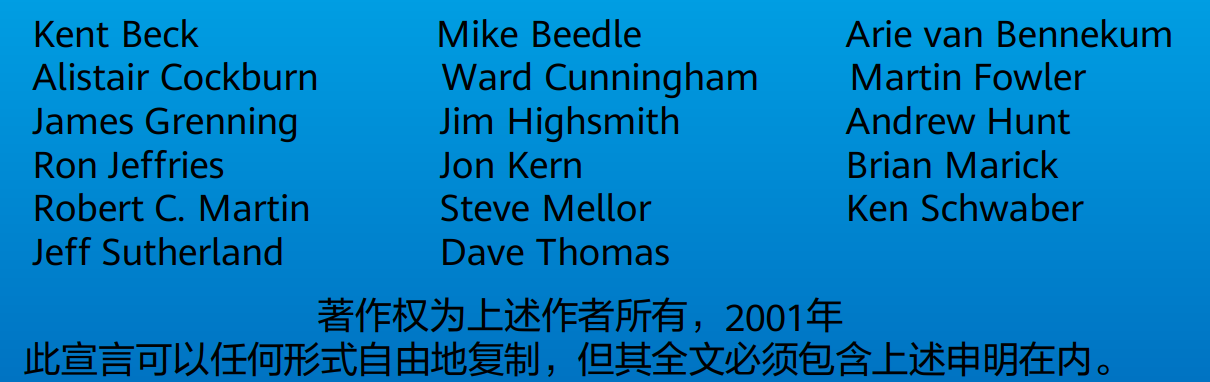 Kent Beck Mike Beedle Arie van Bennekum
Alistair Cockburn Ward Cunningham Martin Fowler
James Grenning Jim Highsmith Andrew Hunt
Ron Jeffries Jon Kern Brian Marick
Robert C. Martin Steve Mellor Ken Schwaber
Jeff Sutherland Dave Thomas
著作权为上述作者所有，2001年
此宣言可以任何形式自由地复制，但其全文必须包含上述申明在内。